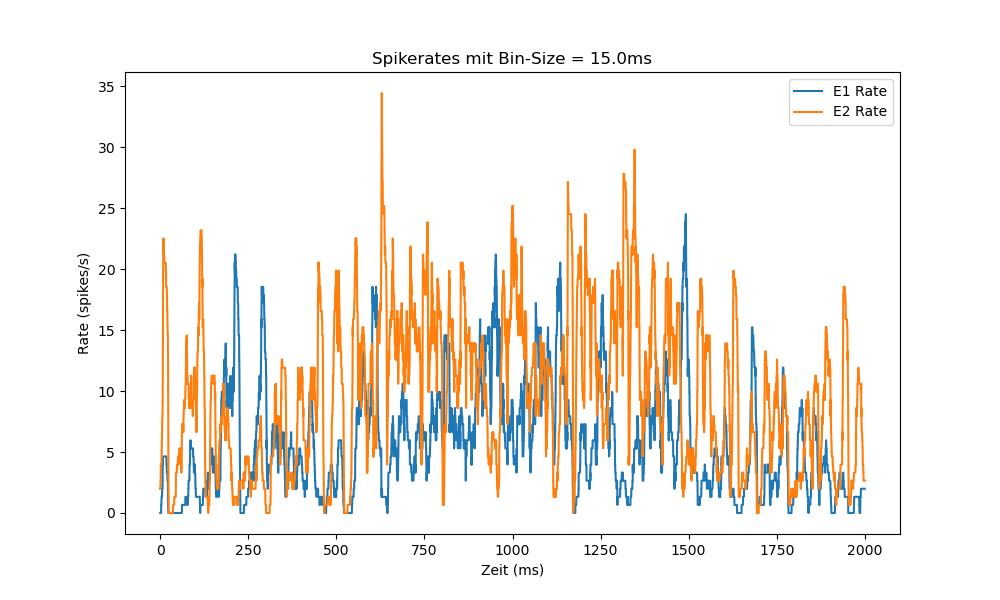 Spikerates mit Bin-Size = 15.0ms
E1 Rate
E2 Rate
Rate (spikes/s)
35
30
25
20
15
10
5
0
0 250 500 750 1000 1250 1500 1750 2000
Zeit (ms)